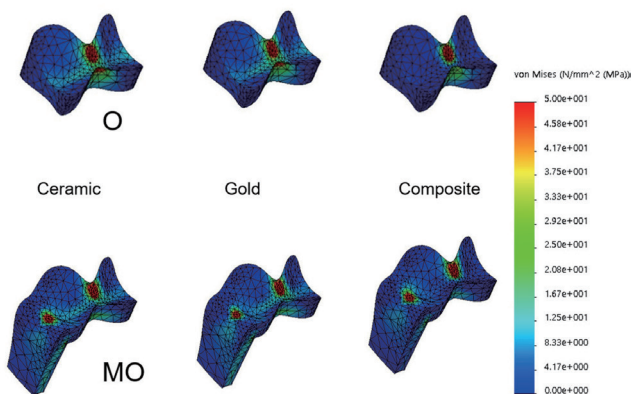 von Mises (N/mm^2 (MPa))
O
5.00e+001
4.58e+001
4.17e+001
3.75e+001
3.33e+001
2.92e+001
2.50e+001
2.08e+001
1.67e+001
1.25e+001
8.33e+000
4.17e+000
0.00e+000
Ceramic Gold Composite
MO